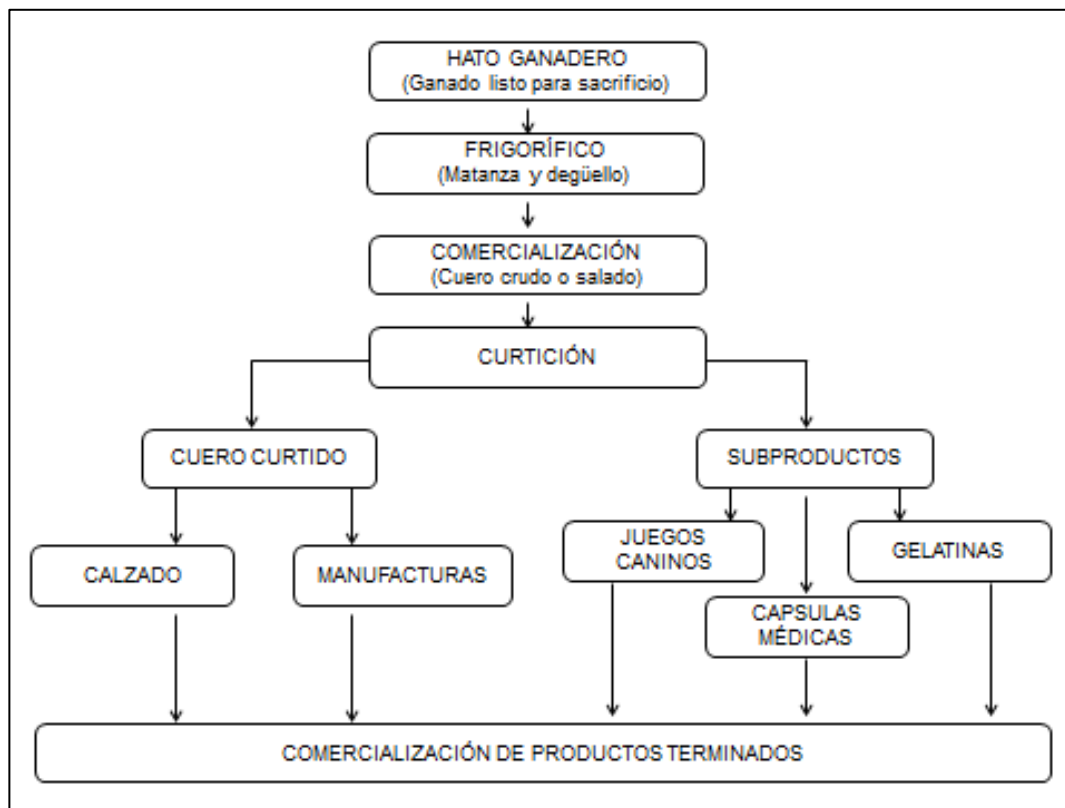 HATO GANADERO
(Ganado listo para sacrificio)
FRIGORÍFICO
(Matanza y degüello)
COMERCIALIZACIÓN
(Cuero crudo o salado)
CURTICIÓN
CUERO CURTIDO
SUBPRODUCTOS
CALZADO
MANUFACTURAS
JUEGOS
CANINOS
CAPSULAS
MÉDICAS
GELATINAS
COMERCIALIZACIÓN DE PRODUCTOS TERMINADOS